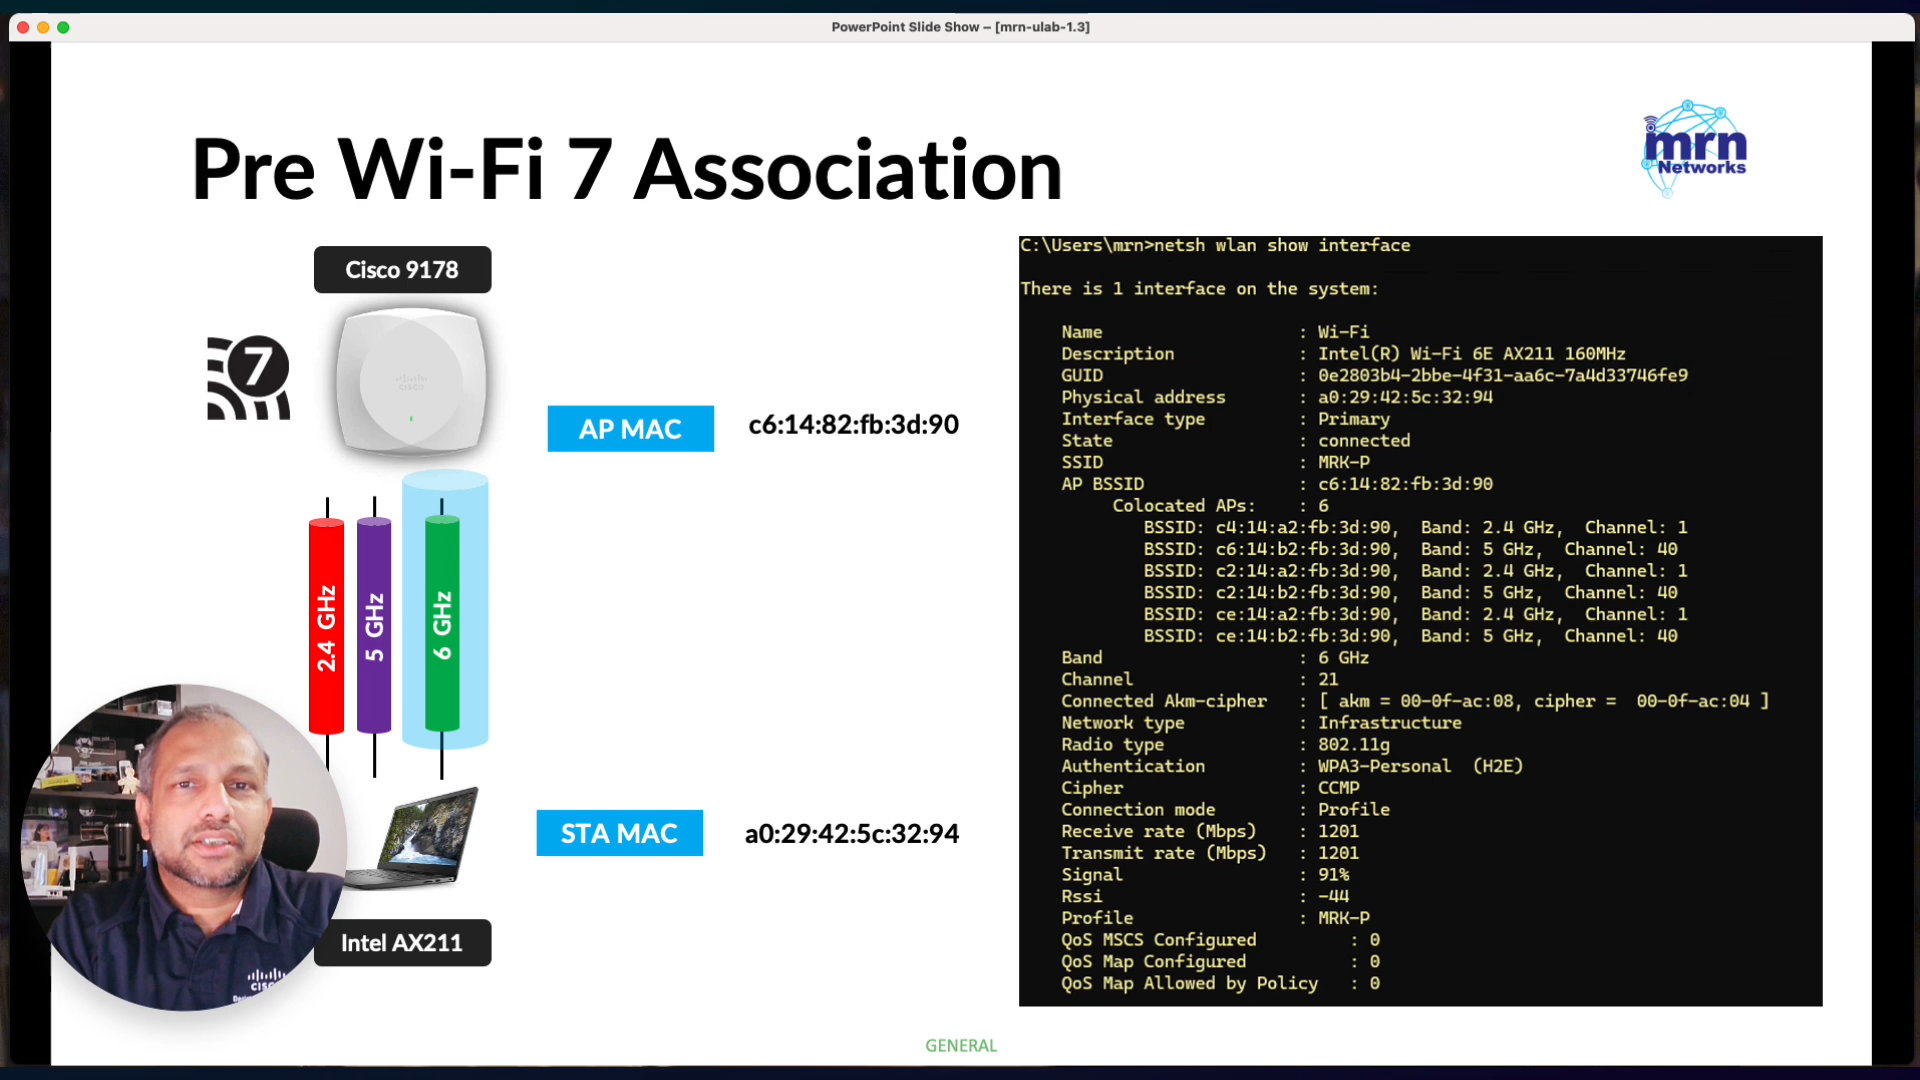 PowerPoint Slide Show – [mrn-ulab-1.3]
Pre Wi-Fi 7 Association
mrn
Networks
Cisco 9178
7
CISCO
AP MAC
c6:14:82:fb:3d:90
2.4 GHz
5 GHz
6 GHz
STA MAC
a0:29:42:5c:32:94
Intel AX211
CISCO
C:\Users\mrn>netsh wlan show interface
There is 1 interface on the system:
Name : Wi-Fi
Description : Intel(R) Wi-Fi 6E AX211 160MHz
GUID : 0e2803b4-2bbe-4f31-aa6c-7a4d33746fe9
Physical address : a0:29:42:5c:32:94
Interface type : Primary
State : connected
SSID : MRK-P
AP BSSID : c6:14:82:fb:3d:90
Colocated APs: : 6
BSSID: c4:14:a2:fb:3d:90, Band: 2.4 GHz, Channel: 1
BSSID: c6:14:b2:fb:3d:90, Band: 5 GHz, Channel: 40
BSSID: c2:14:a2:fb:3d:90, Band: 2.4 GHz, Channel: 1
BSSID: c2:14:b2:fb:3d:90, Band: 5 GHz, Channel: 40
BSSID: ce:14:a2:fb:3d:90, Band: 2.4 GHz, Channel: 1
BSSID: ce:14:b2:fb:3d:90, Band: 5 GHz, Channel: 40
Band : 6 GHz
Channel : 21
Connected Akm-cipher : [ akm = 00-0f-ac:08, cipher = 00-0f-ac:04 ]
Network type : Infrastructure
Radio type : 802.11g
Authentication : WPA3-Personal (H2E)
Cipher : CCMP
Connection mode : Profile
Receive rate (Mbps) : 1201
Transmit rate (Mbps) : 1201
Signal : 91%
Rssi : -44
Profile : MRK-P
QoS MSCS Configured : 0
QoS Map Configured : 0
QoS Map Allowed by Policy : 0
GENERAL